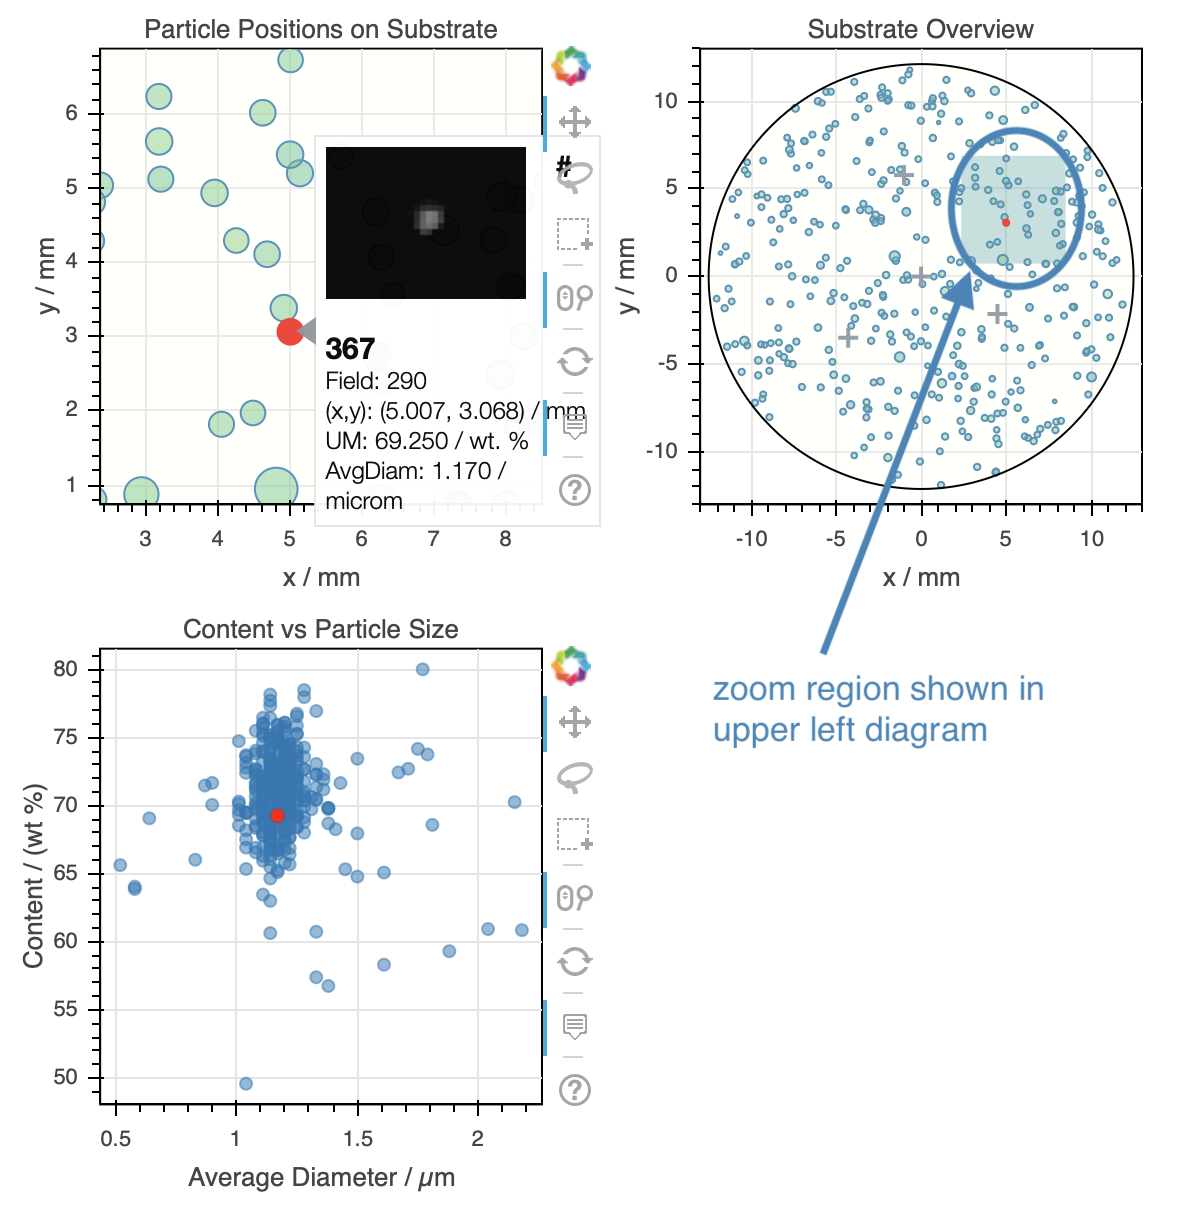 Particle Positions on Substrate
6
5
4
3
2
1
y / mm
3
4
5
6
7
8
x / mm
#
367
Field: 290
(x,y): (5.007, 3.068) / mm
UM: 69.250 / wt. %
AvgDiam: 1.170 /
microm
Substrate Overview
10
5
0
-5
-10
y / mm
-10
-5
0
5
10
x / mm
zoom region shown in
upper left diagram
Content vs Particle Size
80
75
70
65
60
55
50
Content / (wt %)
0.5
1
1.5
2
Average Diameter / μm